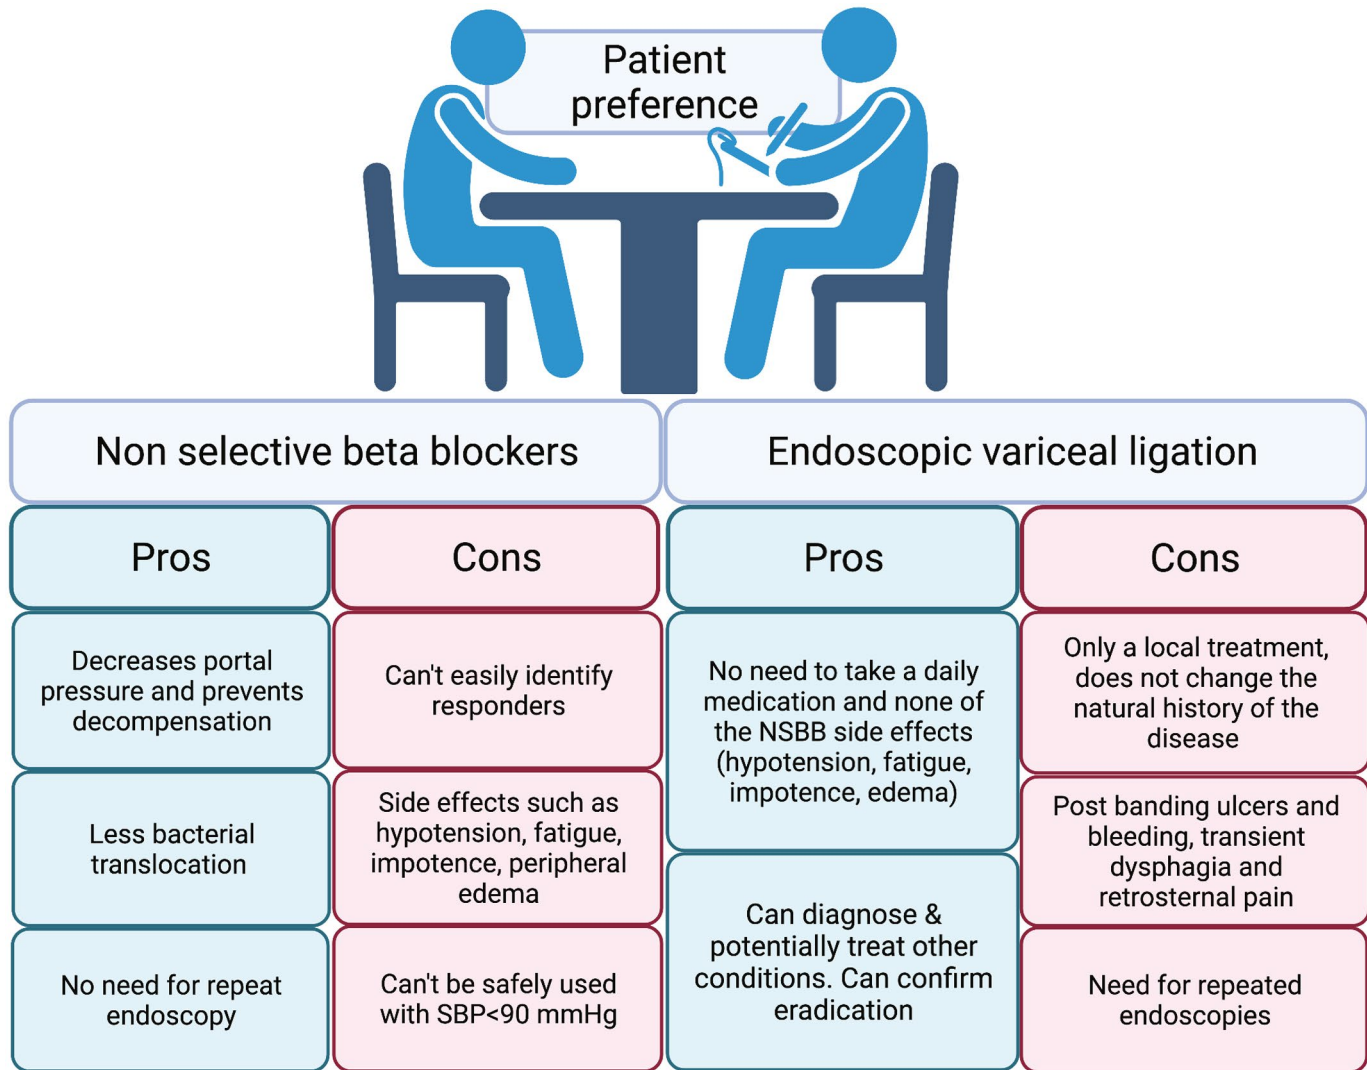 Patient
preference
Non selective beta blockers
Endoscopic variceal ligation
Pros
Cons
Pros
Cons
Decreases portal
pressure and prevents
decompensation
Less bacterial
translocation
No need for repeat
endoscopy
Can't easily identify
responders
Side effects such as
hypotension, fatigue,
impotence, peripheral
edema
Can't be safely used
with SBP<90 mmHg
No need to take a daily
medication and none of
the NSBB side effects
(hypotension, fatigue,
impotence, edema)
Can diagnose &
potentially treat other
conditions. Can confirm
eradication
Only a local treatment,
does not change the
natural history of the
disease
Post banding ulcers and
bleeding, transient
dysphagia and
retrosternal pain
Need for repeated
endoscopies